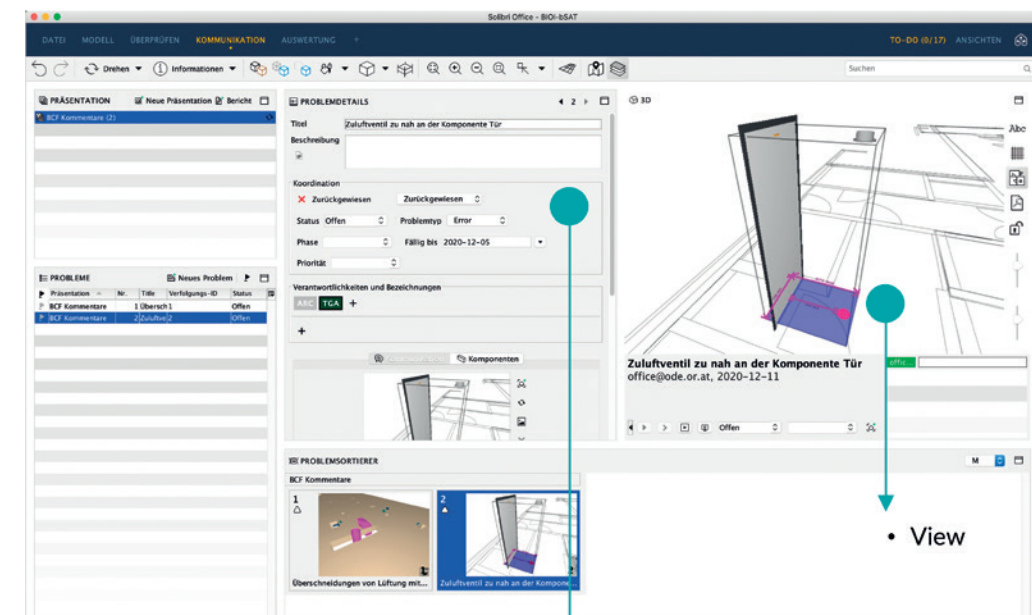 Solibri Office - BIOI-bSAT
DATEI MODELL ÜBERPRÜFEN KOMMUNIKATION AUSWERTUNG + TO-DO (0/17) ANSICHTEN
Drehen Informationen Suchen
PRÄSENTATION Neue Präsentation Bericht
BCF Kommentare (2)
PROBLEME Neues Problem
Präsentation Nr. Title Verfolgungs-ID Status
BCF Kommentare 1 Übersch 1 Offen
BCF Kommentare 2 Zuluftve 2 Offen
PROBLEMDETAILS 2
Titel Zuluftventil zu nah an der Komponente Tür
Beschreibung
Koordination
Zurückgewiesen Zurückgewiesen
Status Offen Problemtyp Error
Phase Fällig bis 2020-12-05
Priorität
Verantwortlichkeiten und Bezeichnungen
ARC TGA +
+
Komponenten
3D
Abc
Zuluftventil zu nah an der Komponente Tür
office@ode.or.at, 2020-12-11
offic
Offen
PROBLEMSORTIERER M
BCF Kommentare
1
Überschneidungen von Lüftung mit...
2
Zuluftventil zu nah an der Kompone...
• View